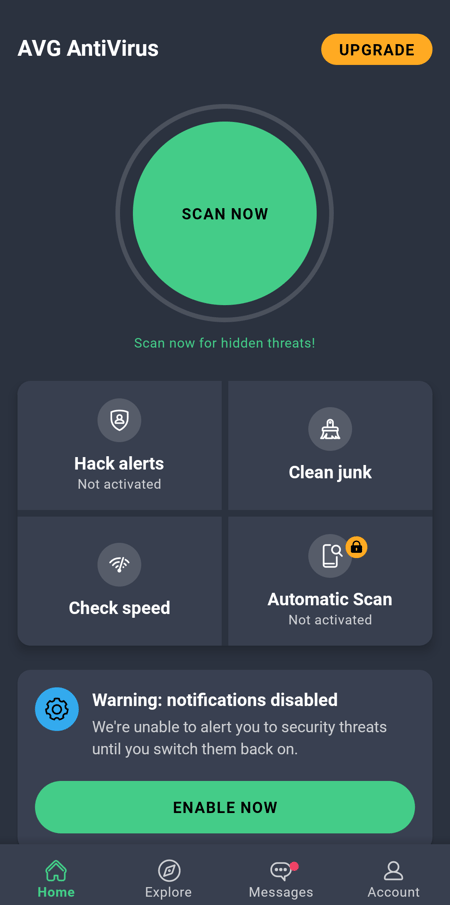 AVG AntiVirus
UPGRADE
SCAN NOW
Scan now for hidden threats!
Hack alerts
Not activated
Clean junk
Check speed
Automatic Scan
Not activated
Warning: notifications disabled
We're unable to alert you to security threats
until you switch them back on.
ENABLE NOW
Home
Explore
Messages
Account